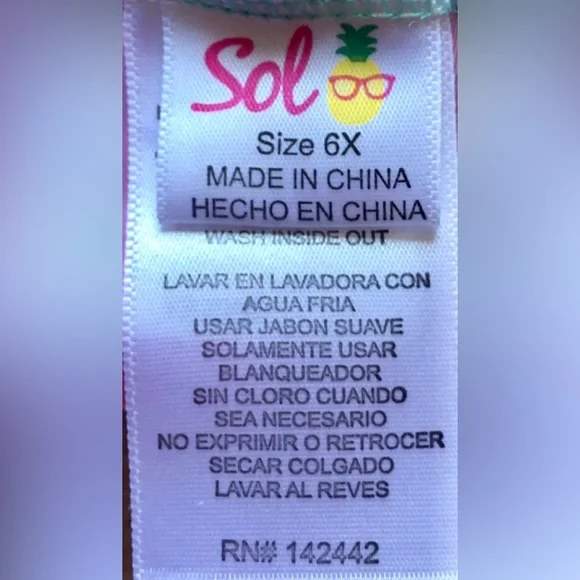 Sol
Size 6X
MADE IN CHINA
HECHO EN CHINA
WASH INSIDE OUT
LAVAR EN LAVADORA CON
AGUA FRIA
USAR JABON SUAVE
SOLAMENTE USAR
BLANQUEADOR
SIN CLORO CUANDO
SEA NECESARIO
NO EXPRIMIR O RETROCER
SECAR COLGADO
LAVAR AL REVES
RN# 142442